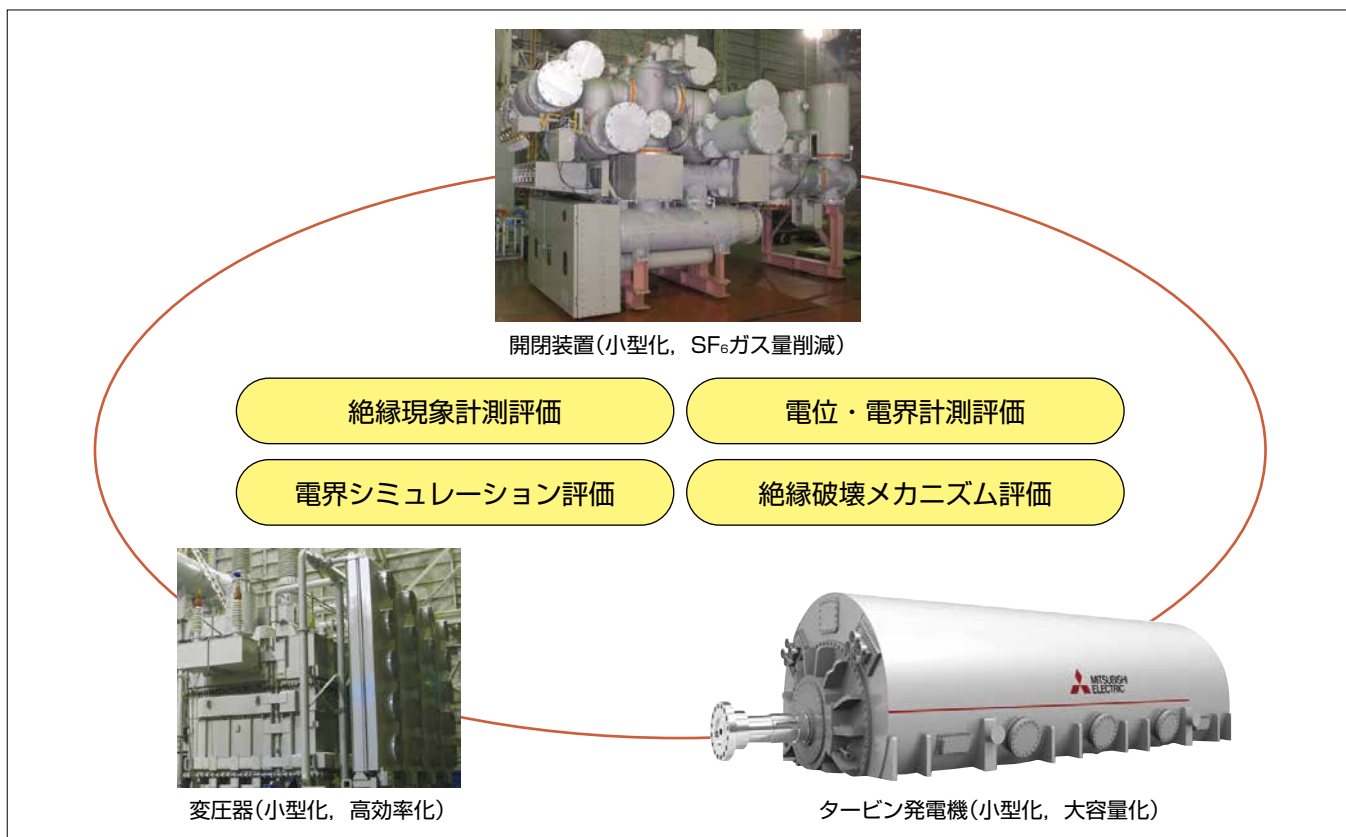 開閉装置(小型化，SF₆ガス量削減)
絶縁現象計測評価
電位・電界計測評価
電界シミュレーション評価
絶縁破壊メカニズム評価
MITSUBISHI
ELECTRIC
変圧器(小型化，高効率化)
タービン発電機(小型化，大容量化)